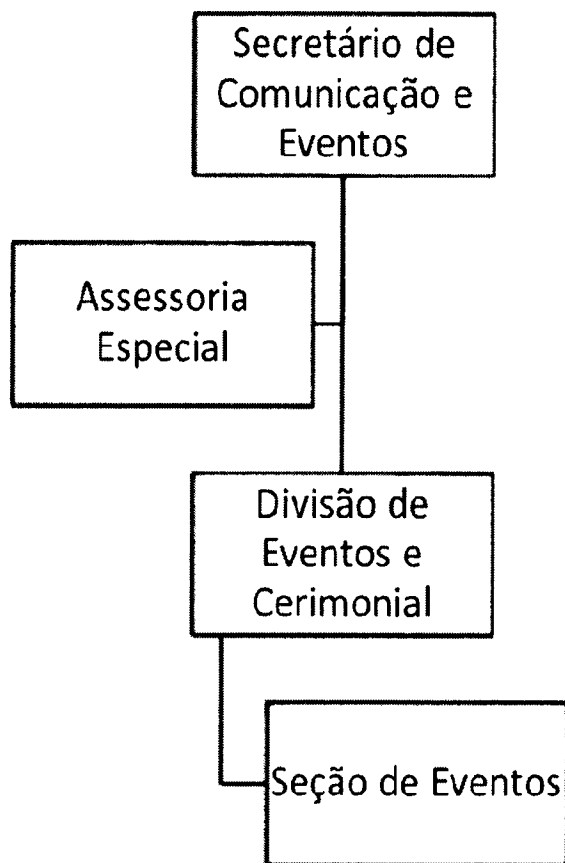 Secretário de
Comunicação e
Eventos
Assessoria
Especial
Divisão de
Eventos e
Cerimonial
Seção de Eventos